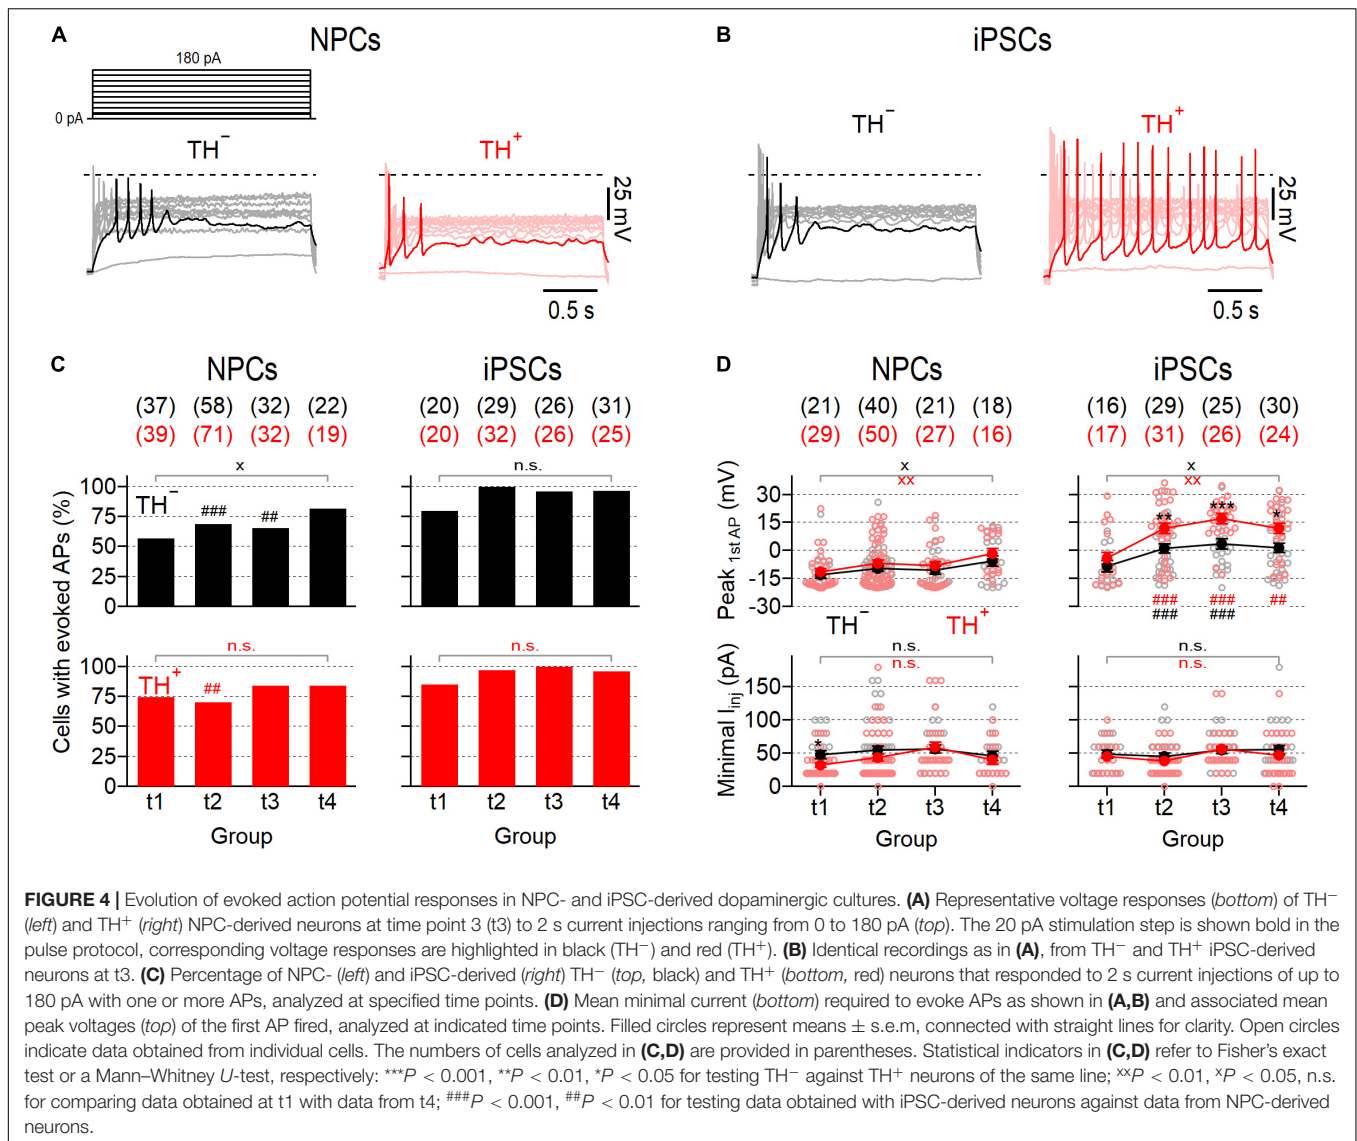 A
NPCs
B
iPSCs
180 pA
0 pA
TH−
TH+
25 mV
0.5 s
TH−
TH+
25 mV
0.5 s
C
NPCs
iPSCs
(37) (58) (32) (22)
(39) (71) (32) (19)
(20) (29) (26) (31)
(20) (32) (26) (25)
x
n.s.
TH−
### ##
100
75
50
25
0
n.s.
n.s.
TH+
##
100
75
50
25
0
Cells with evoked APs (%)
t1 t2 t3 t4
t1 t2 t3 t4
Group
Group
D
NPCs
iPSCs
(21) (40) (21) (18)
(29) (50) (27) (16)
(16) (29) (25) (30)
(17) (31) (26) (24)
x
xx
x
xx
** *** *
30
15
0
-15
-30
Peak 1st AP (mV)
### ### ##
### ###
TH−
TH+
n.s.
n.s.
n.s.
n.s.
*
150
100
50
0
Minimal Iinj (pA)
t1 t2 t3 t4
t1 t2 t3 t4
Group
Group
FIGURE 4 | Evolution of evoked action potential responses in NPC- and iPSC-derived dopaminergic cultures. (A) Representative voltage responses (bottom) of TH−
(left) and TH+ (right) NPC-derived neurons at time point 3 (t3) to 2 s current injections ranging from 0 to 180 pA (top). The 20 pA stimulation step is shown bold in the
pulse protocol, corresponding voltage responses are highlighted in black (TH−) and red (TH+). (B) Identical recordings as in (A), from TH− and TH+ iPSC-derived
neurons at t3. (C) Percentage of NPC- (left) and iPSC-derived (right) TH− (top, black) and TH+ (bottom, red) neurons that responded to 2 s current injections of up to
180 pA with one or more APs, analyzed at specified time points. (D) Mean minimal current (bottom) required to evoke APs as shown in (A,B) and associated mean
peak voltages (top) of the first AP fired, analyzed at indicated time points. Filled circles represent means ± s.e.m, connected with straight lines for clarity. Open circles
indicate data obtained from individual cells. The numbers of cells analyzed in (C,D) are provided in parentheses. Statistical indicators in (C,D) refer to Fisher's exact
test or a Mann–Whitney U-test, respectively: ***P < 0.001, **P < 0.01, *P < 0.05 for testing TH− against TH+ neurons of the same line; xxP < 0.01, xP < 0.05, n.s.
for comparing data obtained at t1 with data from t4; ###P < 0.001, ##P < 0.01 for testing data obtained with iPSC-derived neurons against data from NPC-derived
neurons.